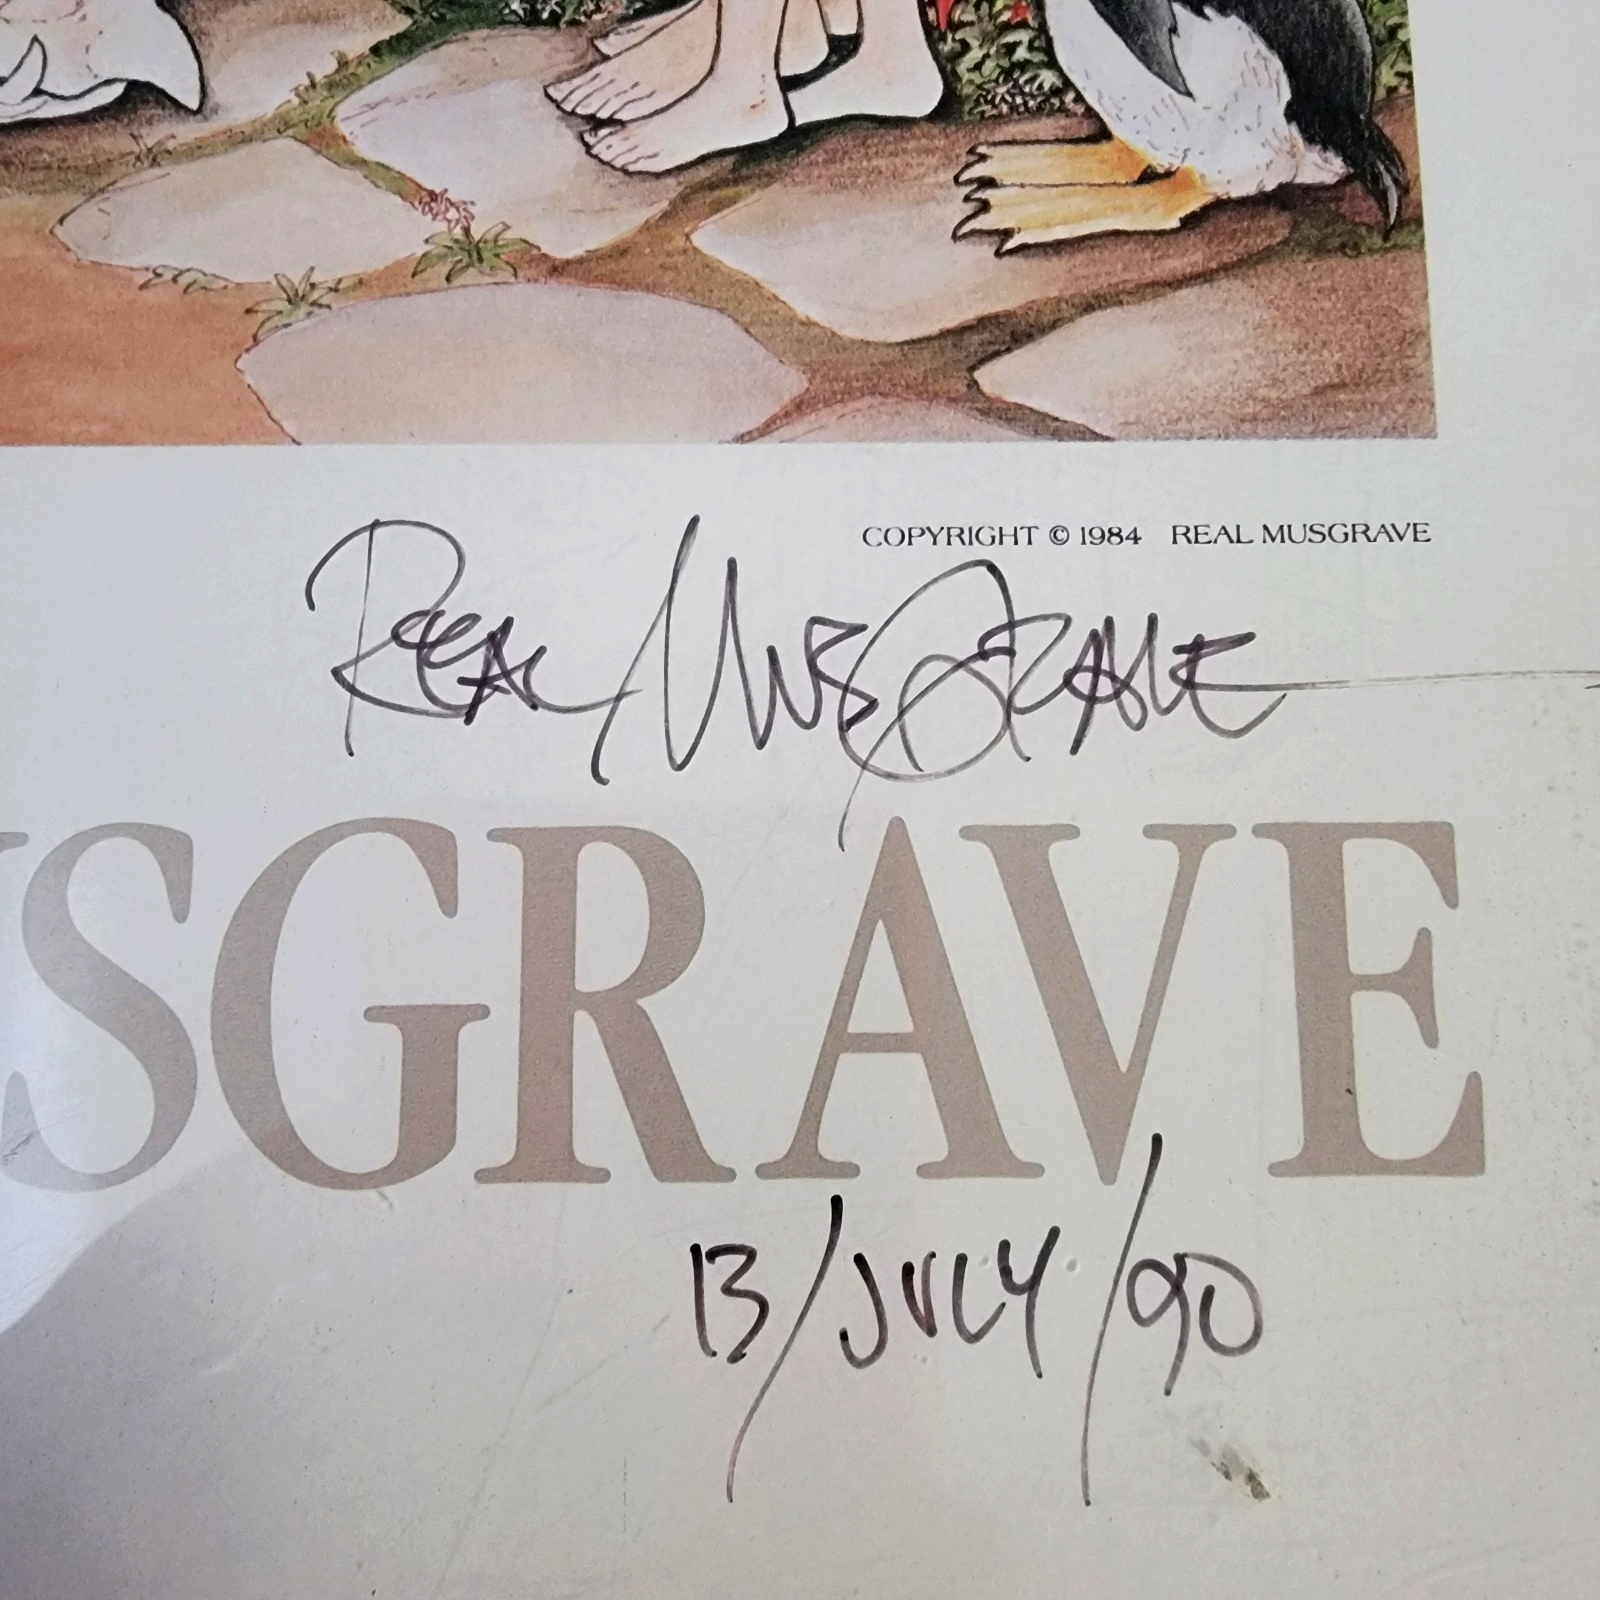 COPYRIGHT © 1984 REAL MUSGRAVE
REAL MUSGRAVE
SGRAVE
13/JULY/90